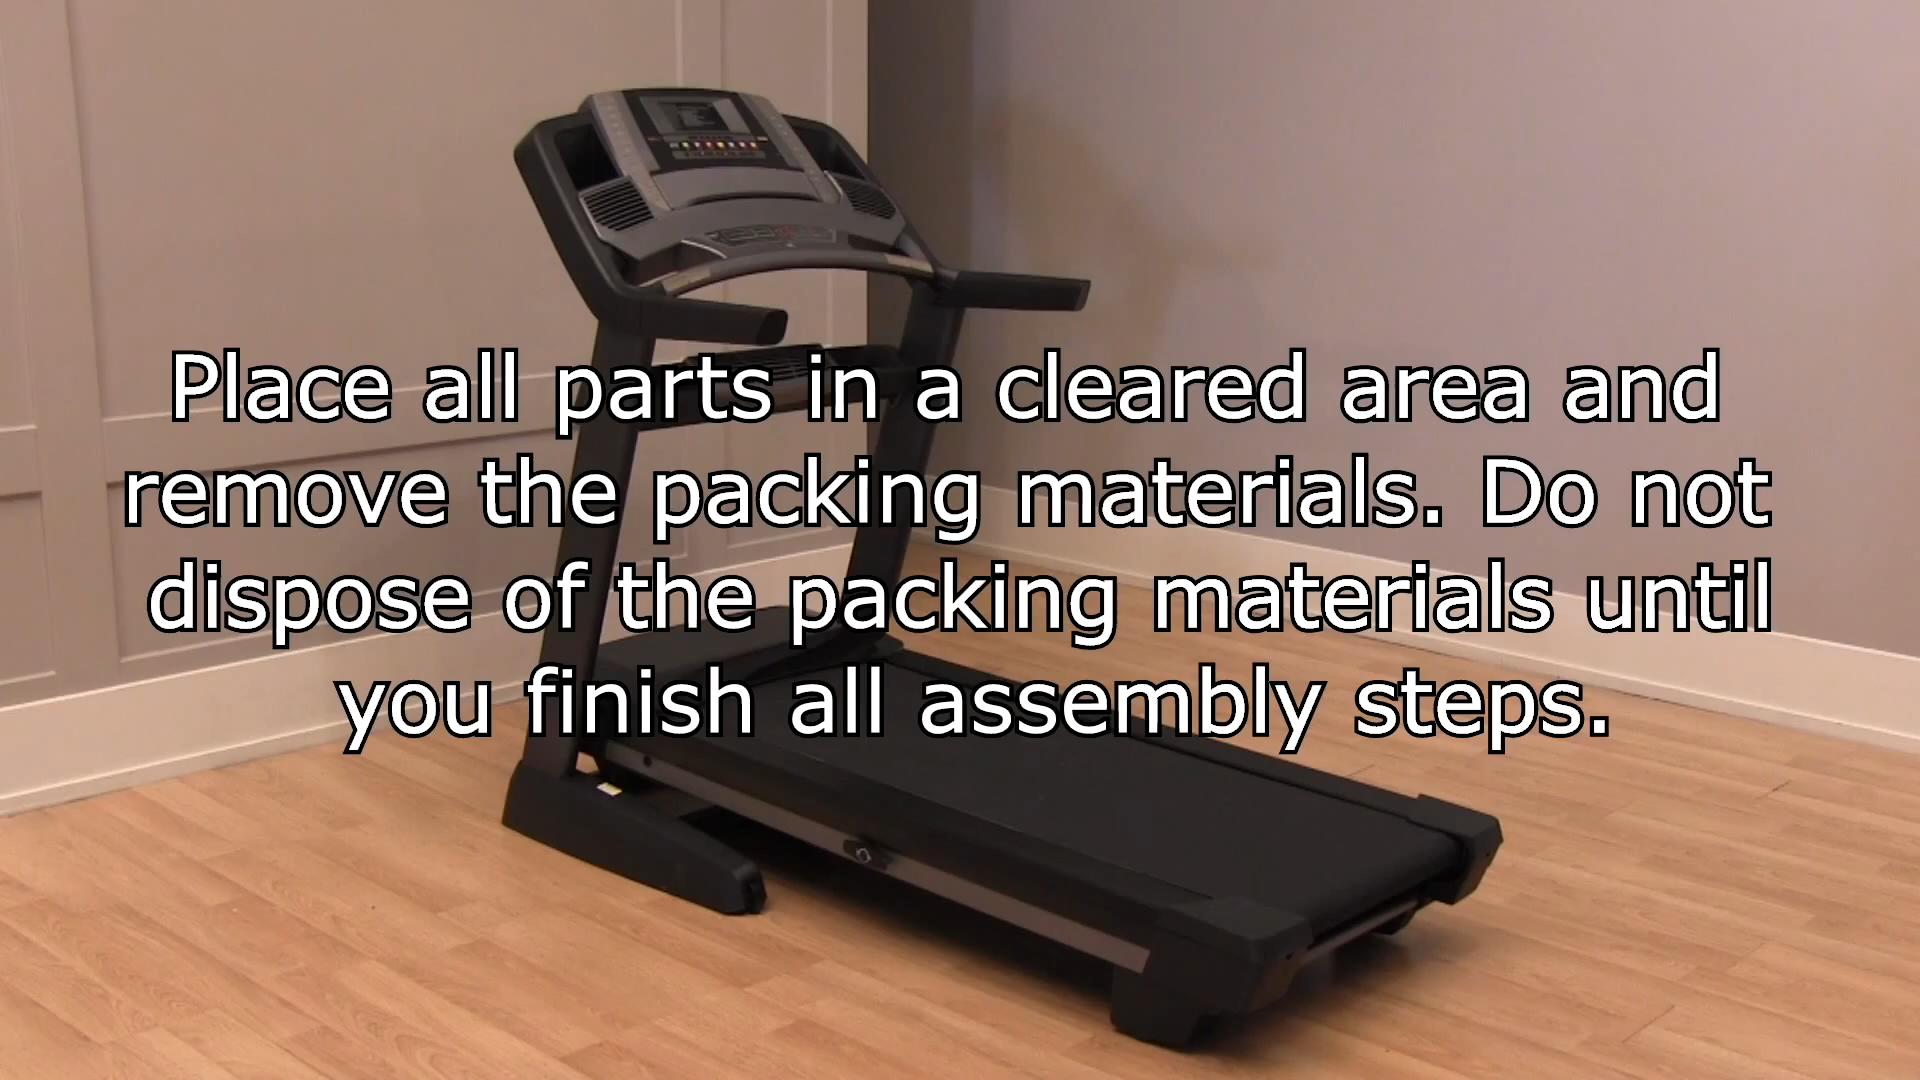 Place all parts in a cleared area and
remove the packing materials. Do not
dispose of the packing materials until
you finish all assembly steps.